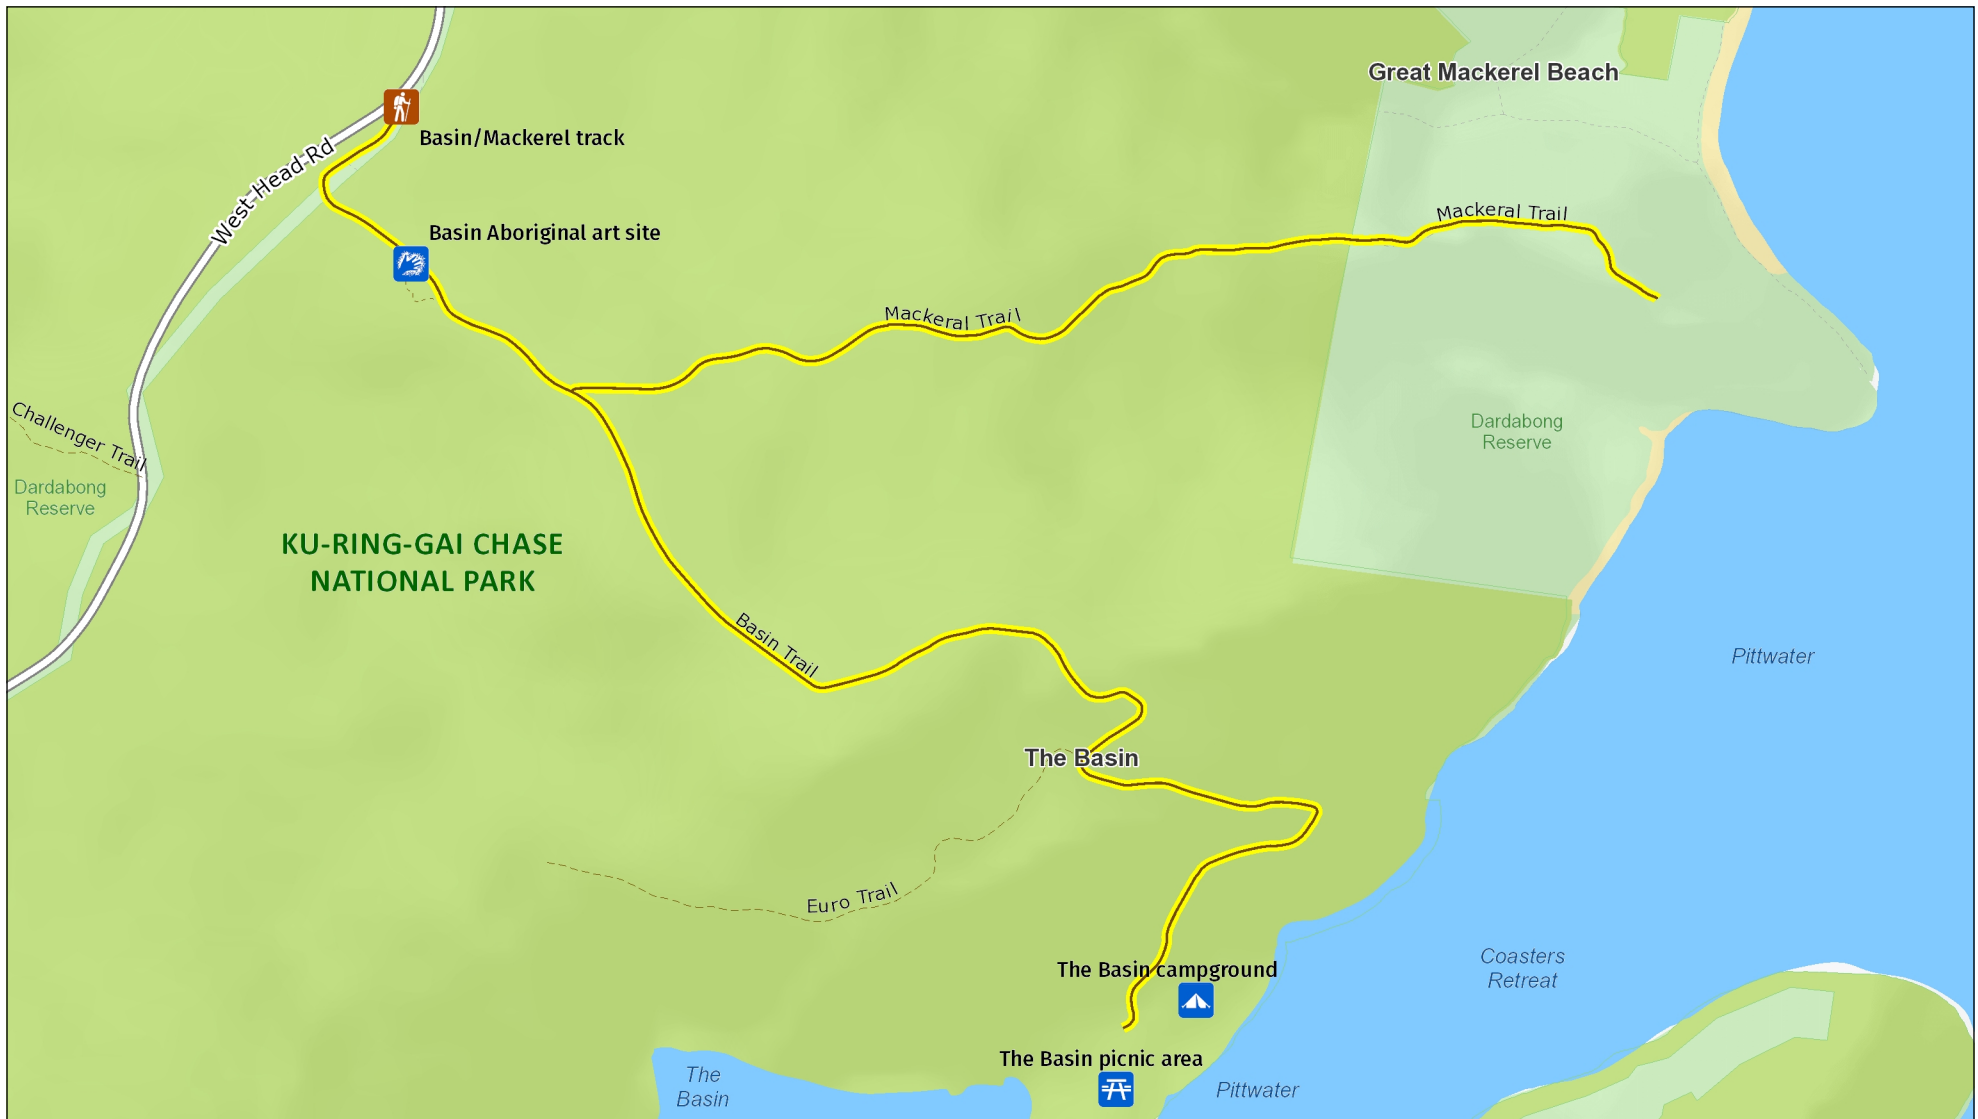 Great Mackerel Beach
Basin/Mackerel track
West-Head-Rd
Basin Aboriginal art site
Mackeral Trail
Mackeral Trail
Challenger Trail
Dardabong
Reserve
Dardabong
Reserve
KU-RING-GAI CHASE
NATIONAL PARK
Basin Trail
Pittwater
The Basin
Euro Trail
Coasters
Retreat
The Basin campground
The Basin picnic area
The
Basin
Pittwater